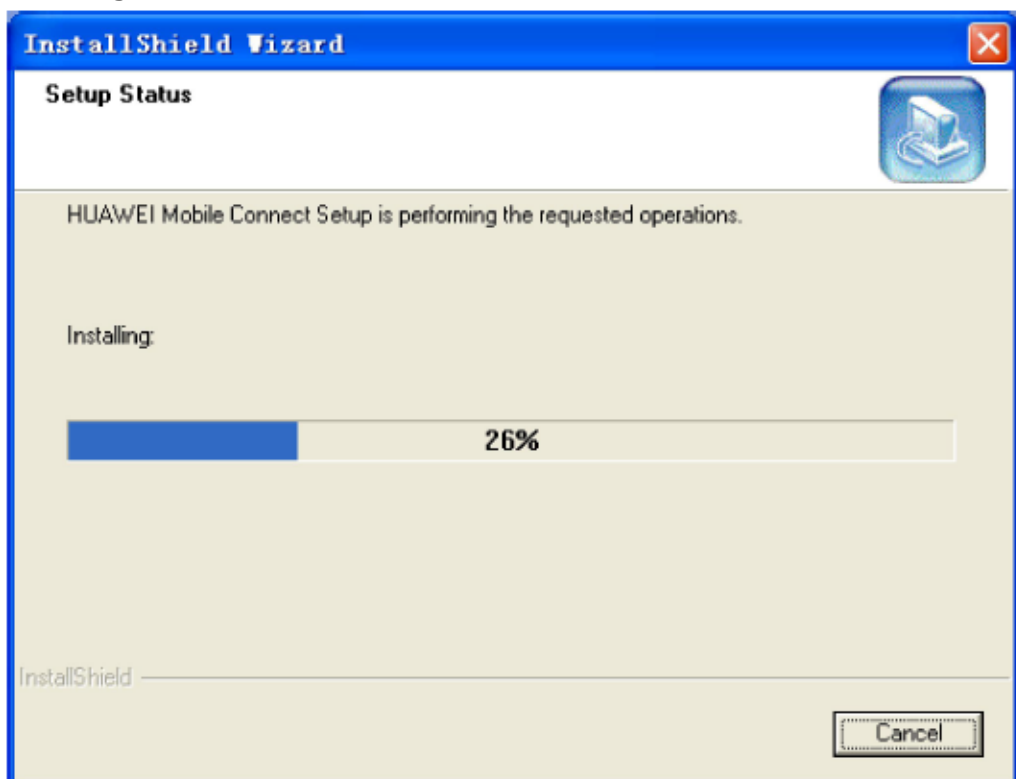 InstallShield Wizard
Setup Status
HUAWEI Mobile Connect Setup is performing the requested operations.
Installing:
26%
InstallShield
Cancel